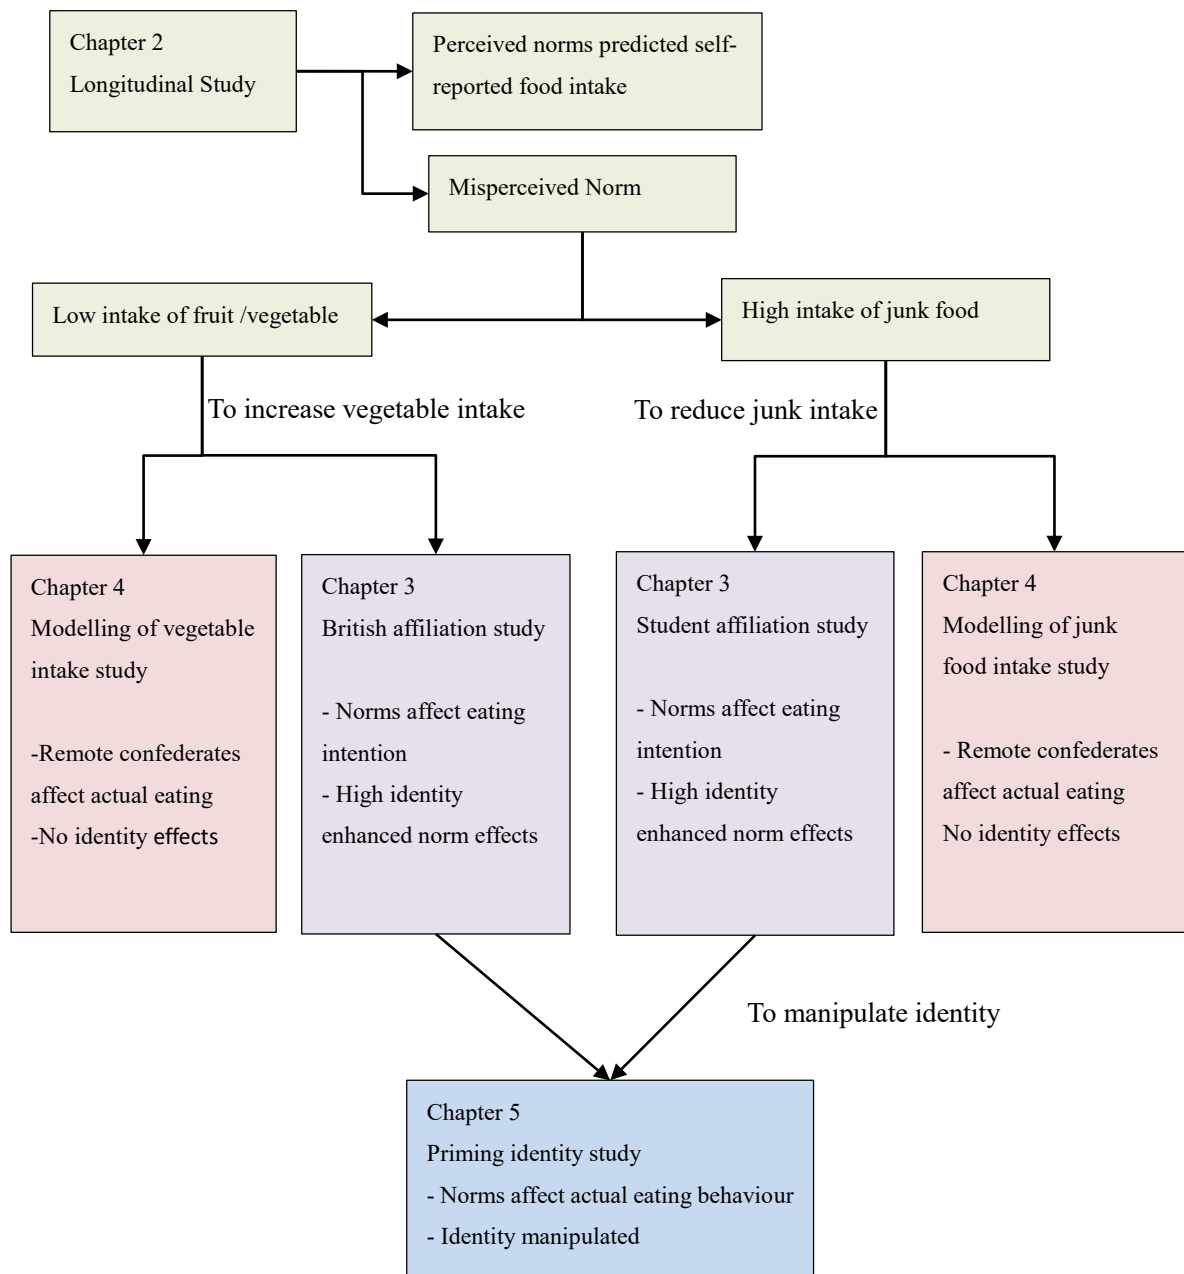 Chapter 2
Longitudinal Study
Perceived norms predicted self-
reported food intake
Misperceived Norm
Low intake of fruit /vegetable
High intake of junk food
To increase vegetable intake
To reduce junk intake
Chapter 4
Modelling of vegetable
intake study
-Remote confederates
affect actual eating
-No identity effects
Chapter 3
British affiliation study
- Norms affect eating
intention
- High identity
enhanced norm effects
Chapter 3
Student affiliation study
- Norms affect eating
intention
- High identity
enhanced norm effects
Chapter 4
Modelling of junk
food intake study
- Remote confederates
affect actual eating
No identity effects
To manipulate identity
Chapter 5
Priming identity study
- Norms affect actual eating behaviour
- Identity manipulated